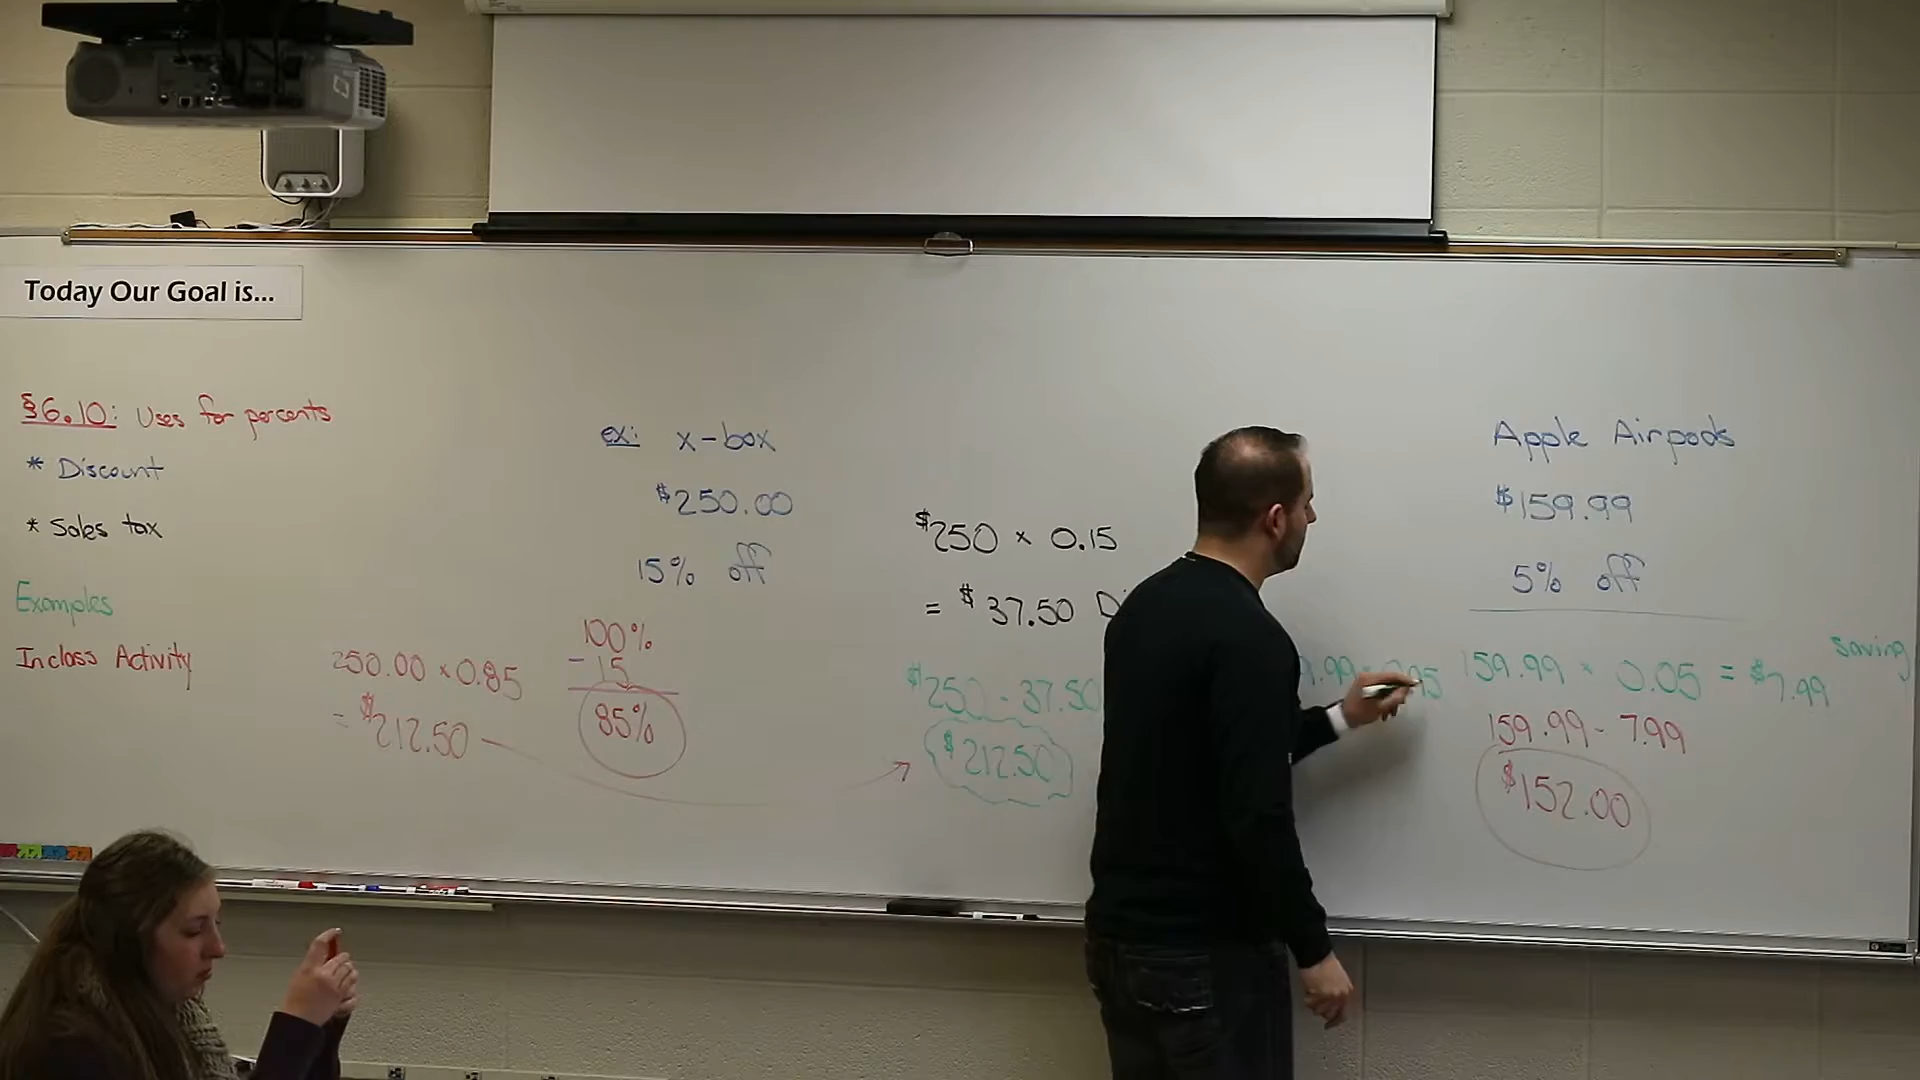 Today Our Goal is...
§6.10: Uses for percents
* Discount
* Sales tax
Examples
Inclass Activity
ex: x-box
$250.00
15% off
100%
- 15
85%
250.00 × 0.85
= $212.50
$250 × 0.15
= $37.50
$250 - 37.50
$212.50
Apple Airpods
$159.99
5% off
159.99 × 0.05 = $7.99 saving
159.99 - 7.99
$152.00